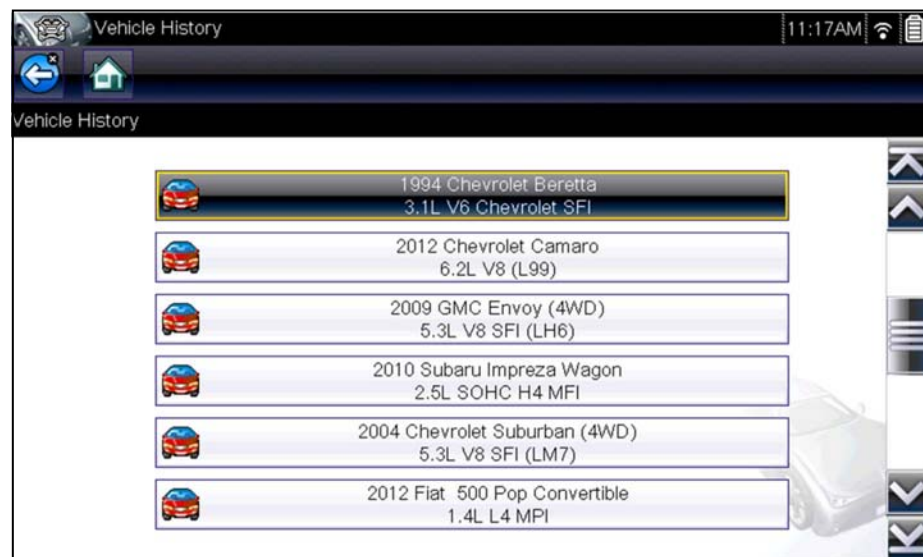 Vehicle History
11:17AM
Vehicle History
1994 Chevrolet Beretta
3.1L V6 Chevrolet SFI
2012 Chevrolet Camaro
6.2L V8 (L99)
2009 GMC Envoy (4WD)
5.3L V8 SFI (LH6)
2010 Subaru Impreza Wagon
2.5L SOHC H4 MFI
2004 Chevrolet Suburban (4WD)
5.3L V8 SFI (LM7)
2012 Fiat  500 Pop Convertible
1.4L L4 MPI